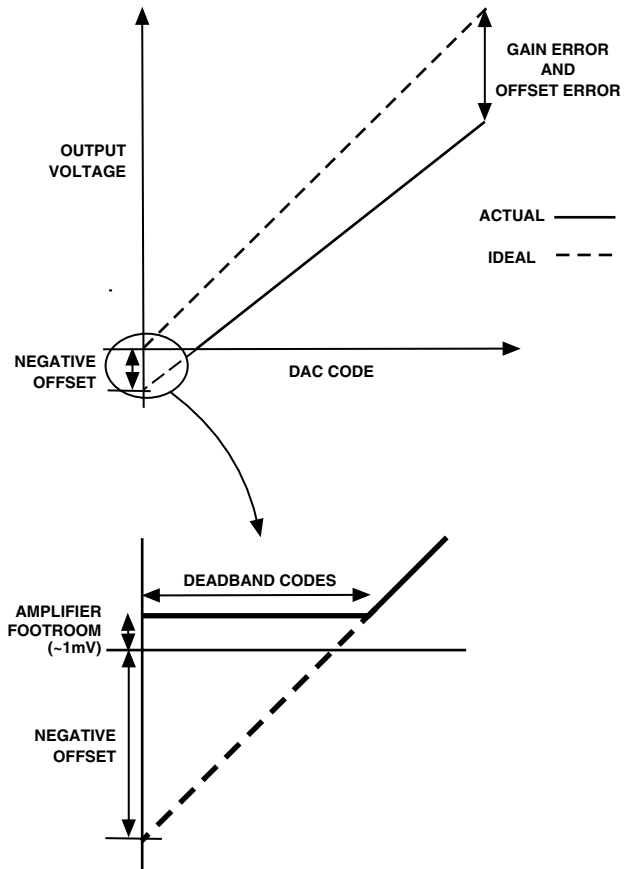 GAIN ERROR
AND
OFFSET ERROR
OUTPUT
VOLTAGE
ACTUAL
IDEAL
NEGATIVE
OFFSET
DAC CODE
DEADBAND CODES
AMPLIFIER
FOOTROOM
(~1mV)
NEGATIVE
OFFSET